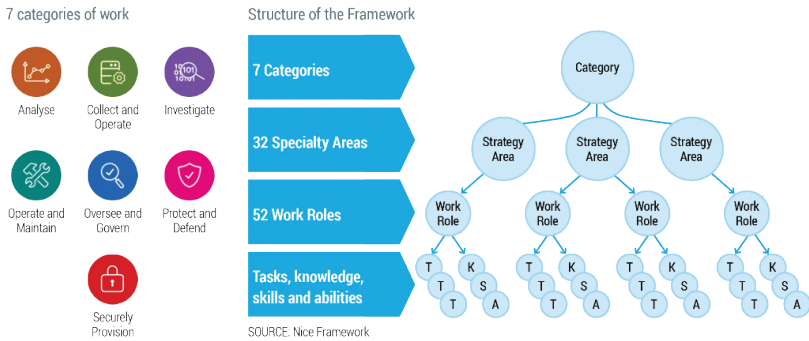 7 categories of work
Analyse
Collect and
Operate
Investigate
Operate and
Maintain
Oversee and
Govern
Protect and
Defend
Securely
Provision
Structure of the Framework
7 Categories
32 Specialty Areas
52 Work Roles
Tasks, knowledge,
skills and abilities
SOURCE. Nice Framework
Category
Strategy
Area
Strategy
Area
Strategy
Area
Work
Role
Work
Role
Work
Role
Work
Role
T K
T S
T A
T K
T S
T A
T K
T S
T A
T K
T S
T A
101